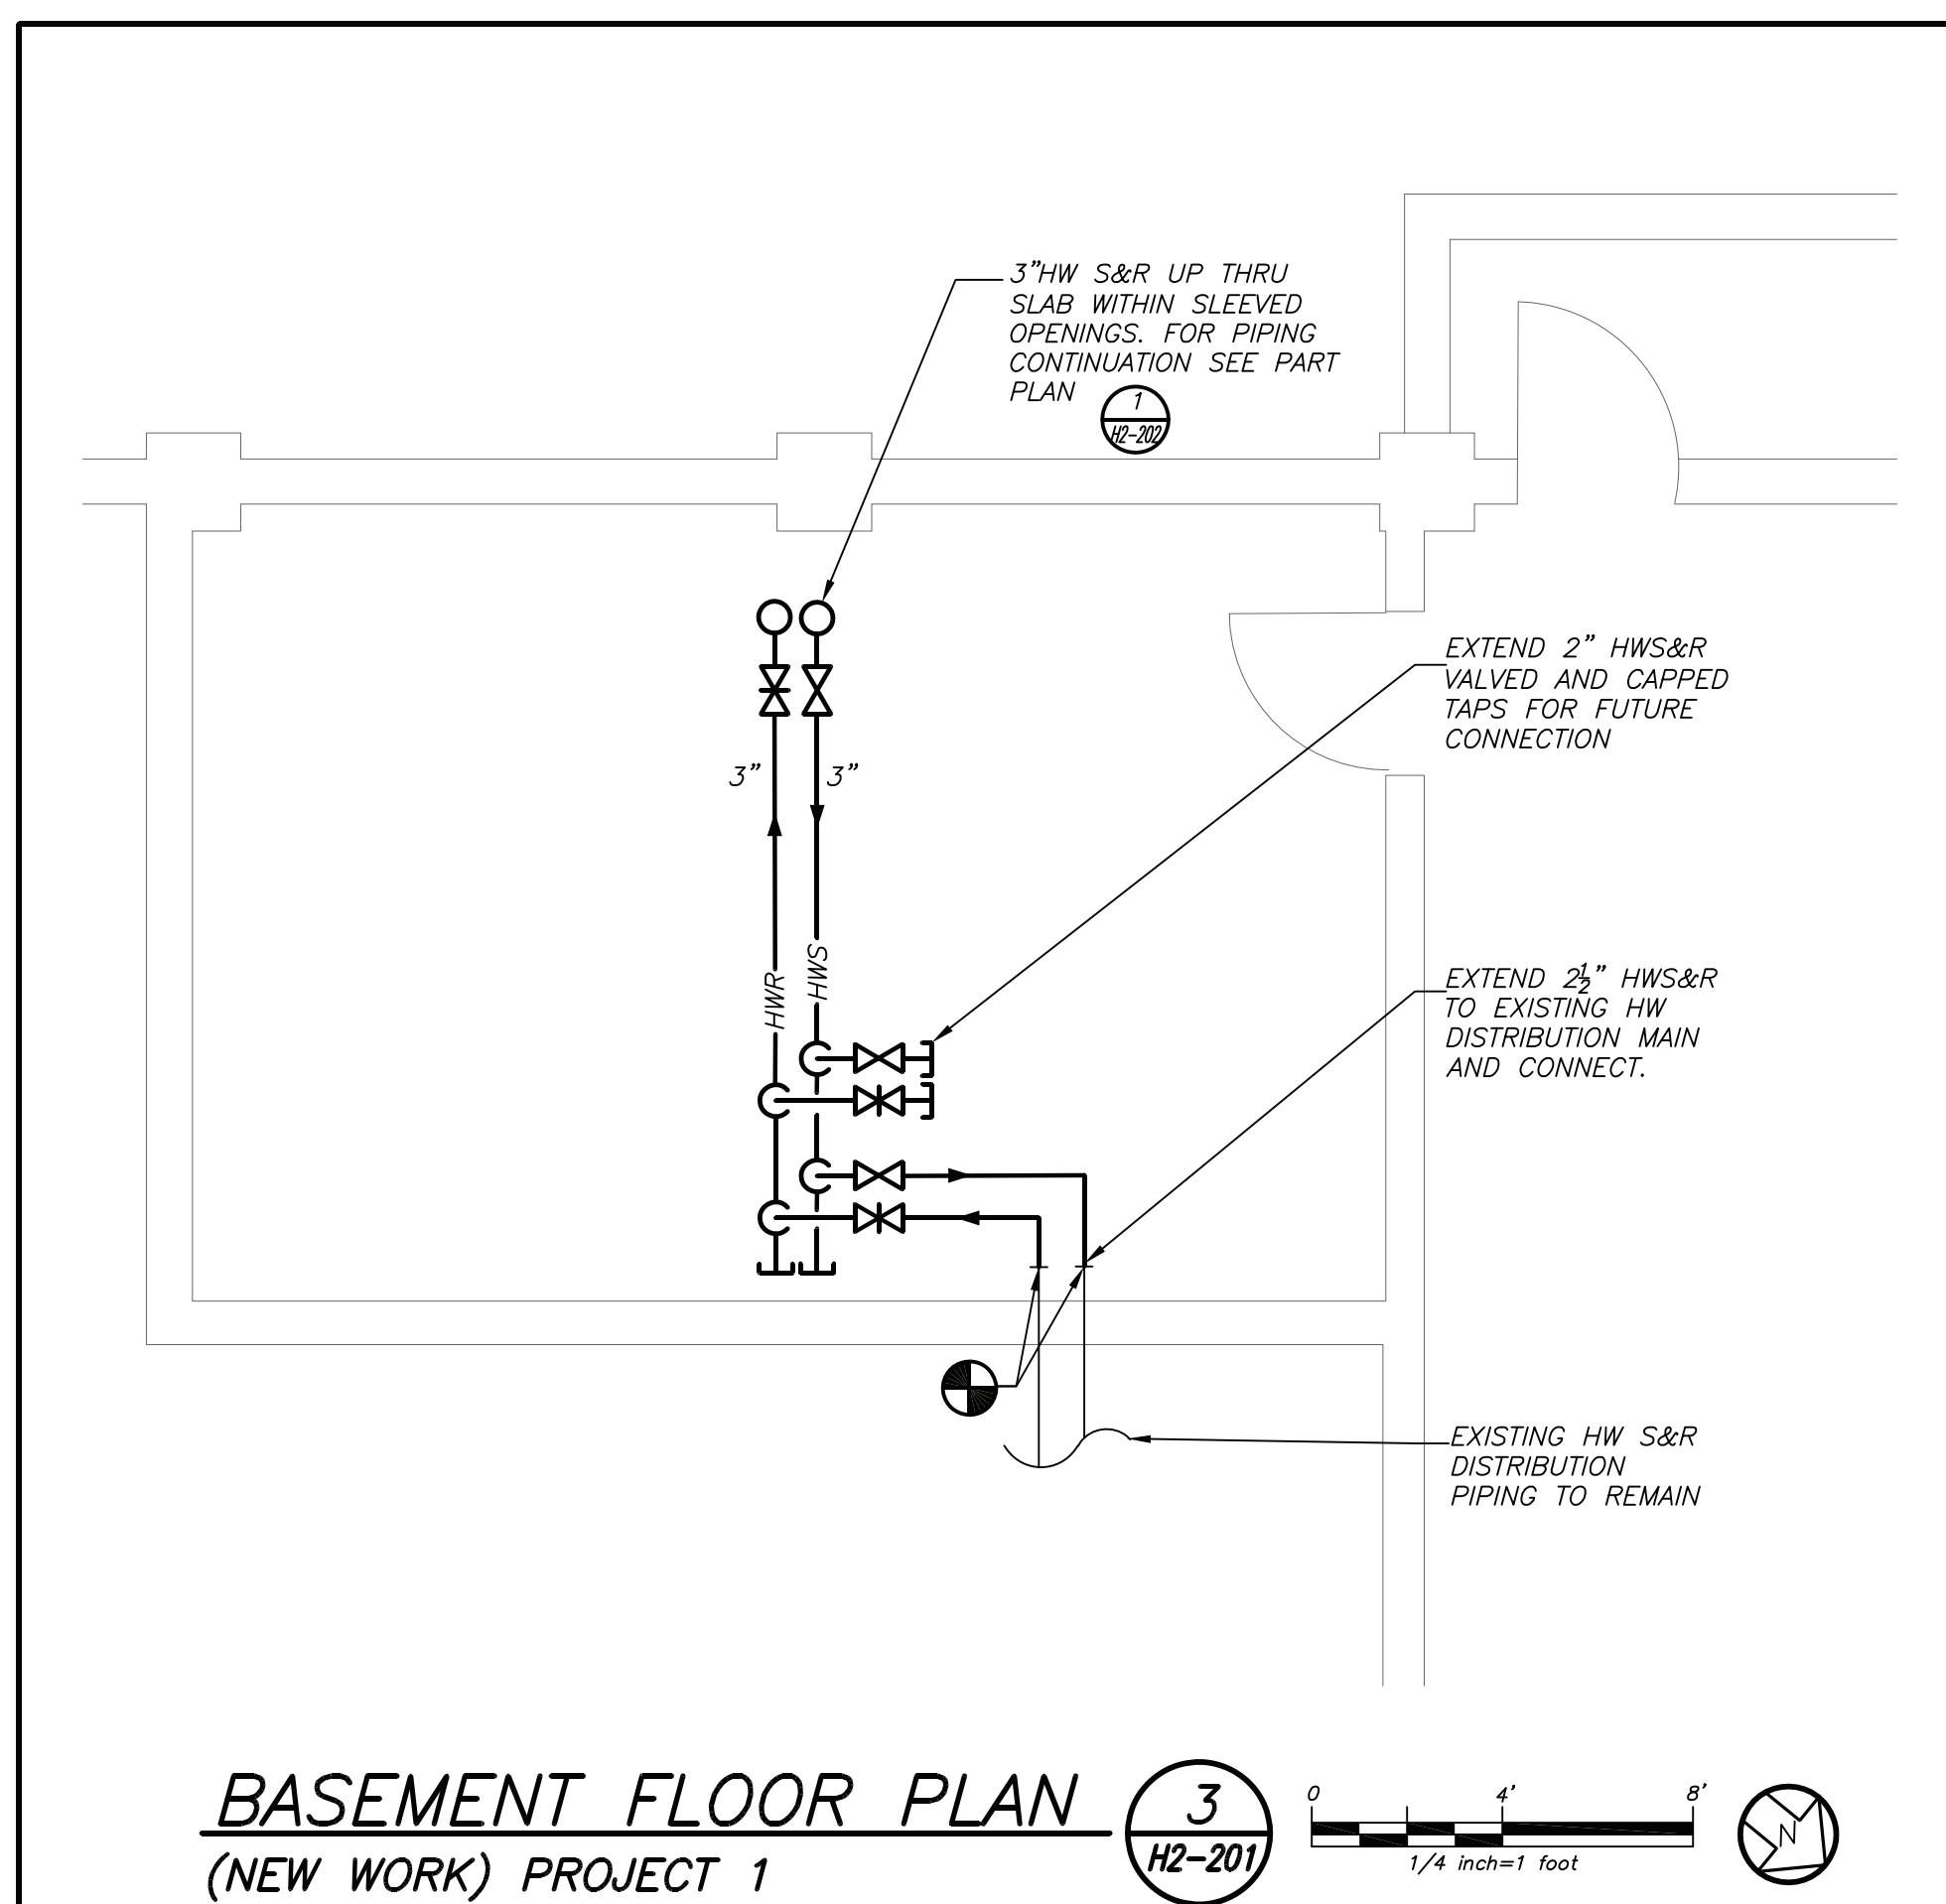 3"HW S&R UP THRU
SLAB WITHIN SLEEVED
OPENINGS. FOR PIPING
CONTINUATION SEE PART
PLAN
1
H2-202
EXTEND 2" HWS&R
VALVED AND CAPPED
TAPS FOR FUTURE
CONNECTION
3"
3"
HWR
HWS
EXTEND 2½" HWS&R
TO EXISTING HW
DISTRIBUTION MAIN
AND CONNECT.
EXISTING HW S&R
DISTRIBUTION
PIPING TO REMAIN
BASEMENT FLOOR PLAN
(NEW WORK) PROJECT 1
3
H2-201
0 4' 8'
1/4 inch=1 foot
N